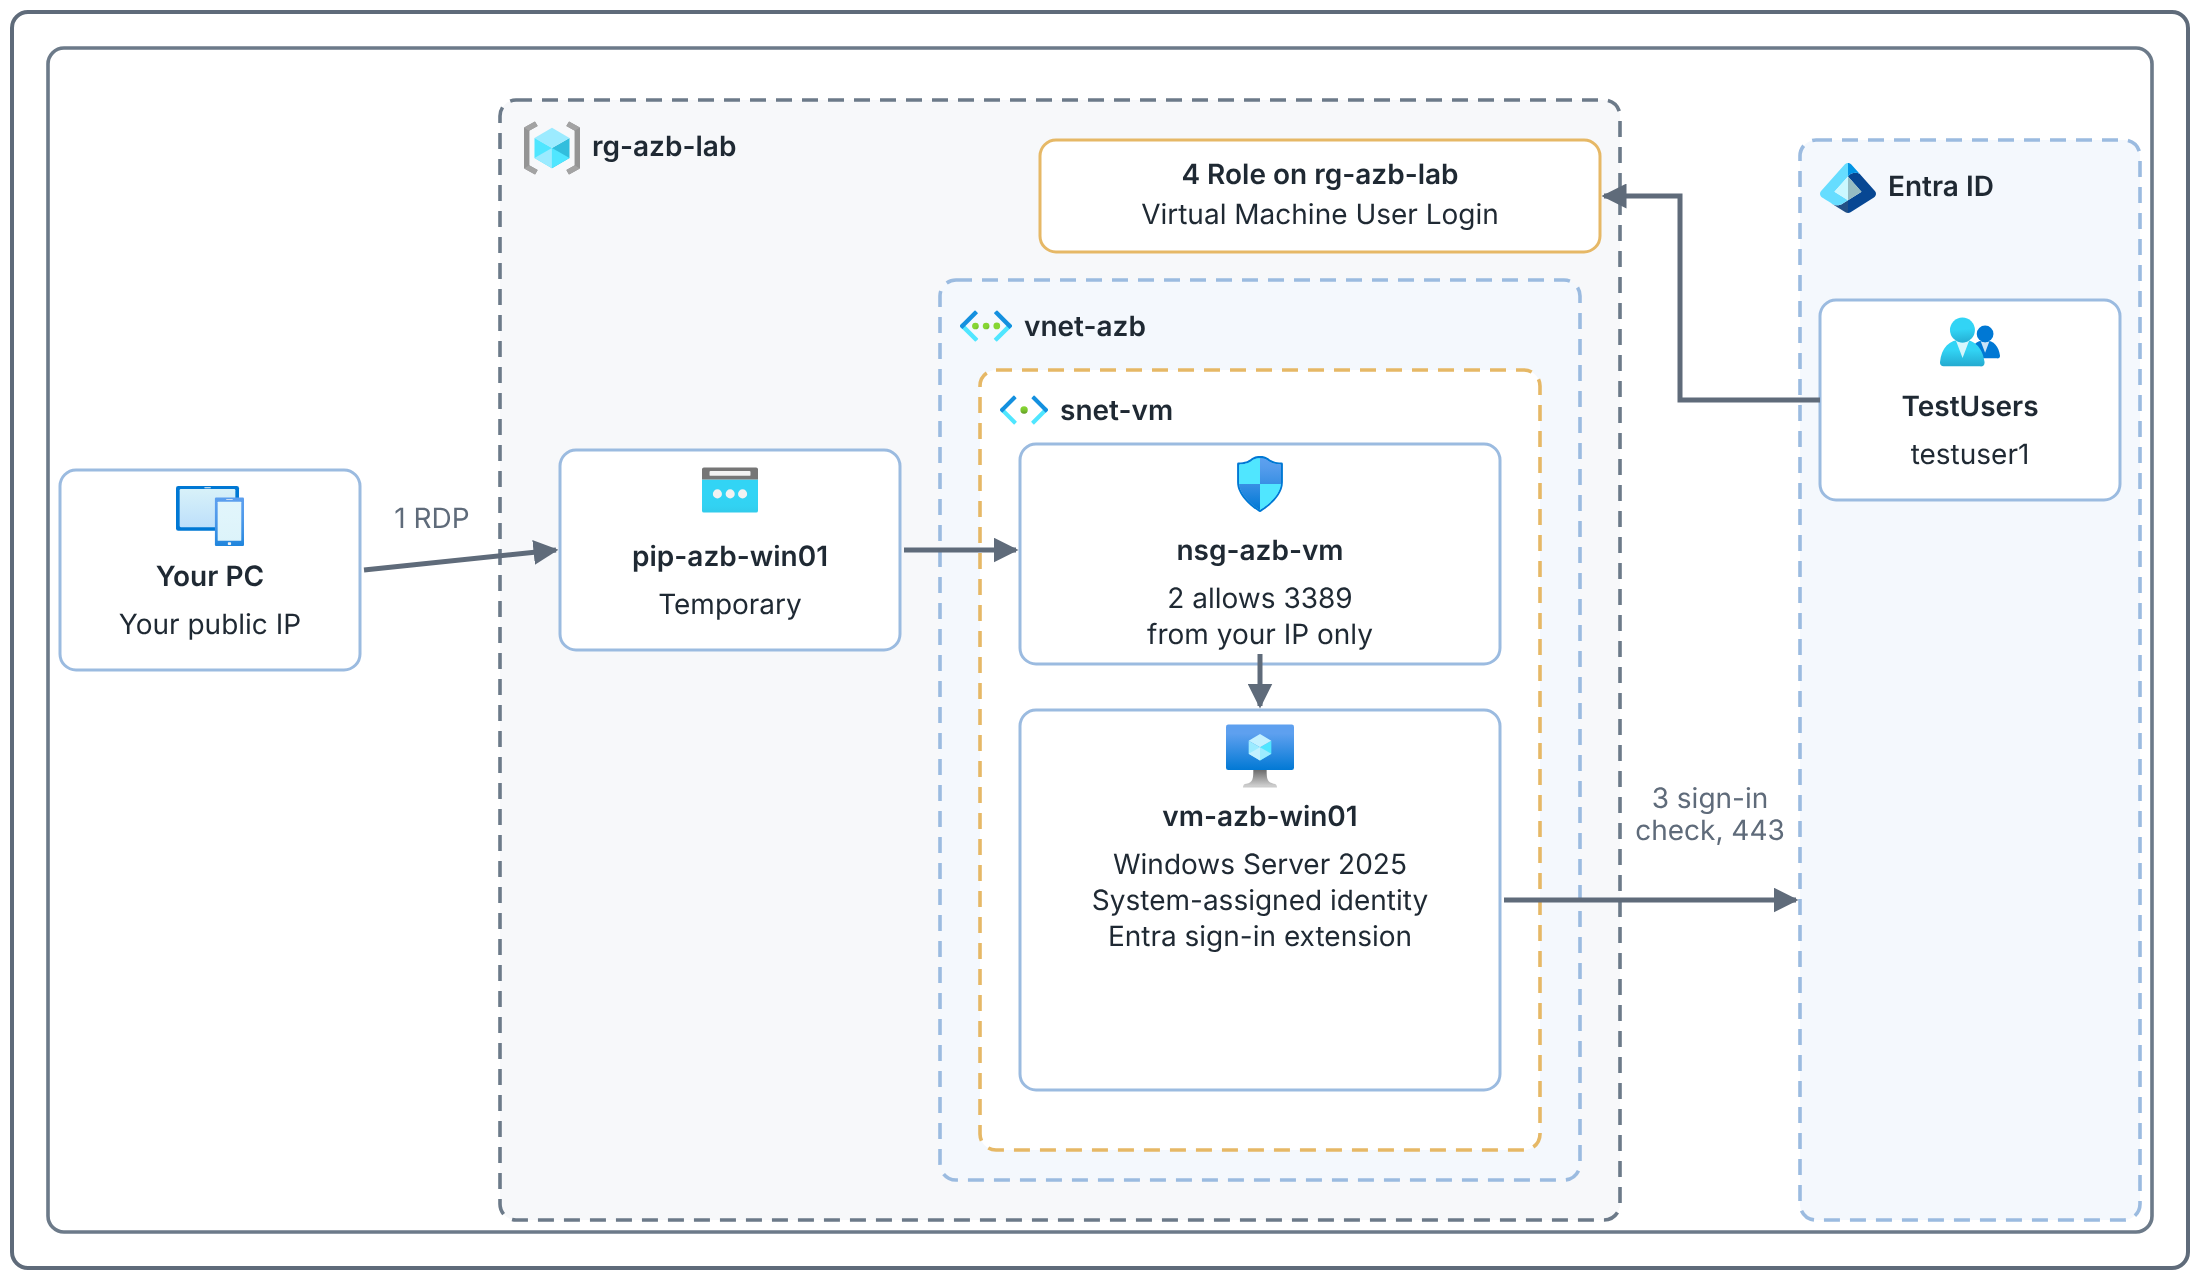 rg-azb-lab
4 Role on rg-azb-lab
Virtual Machine User Login
Entra ID
vnet-azb
snet-vm
TestUsers
testuser1
1 RDP
Your PC
Your public IP
pip-azb-win01
Temporary
nsg-azb-vm
2 allows 3389
from your IP only
vm-azb-win01
Windows Server 2025
System-assigned identity
Entra sign-in extension
3 sign-in
check, 443